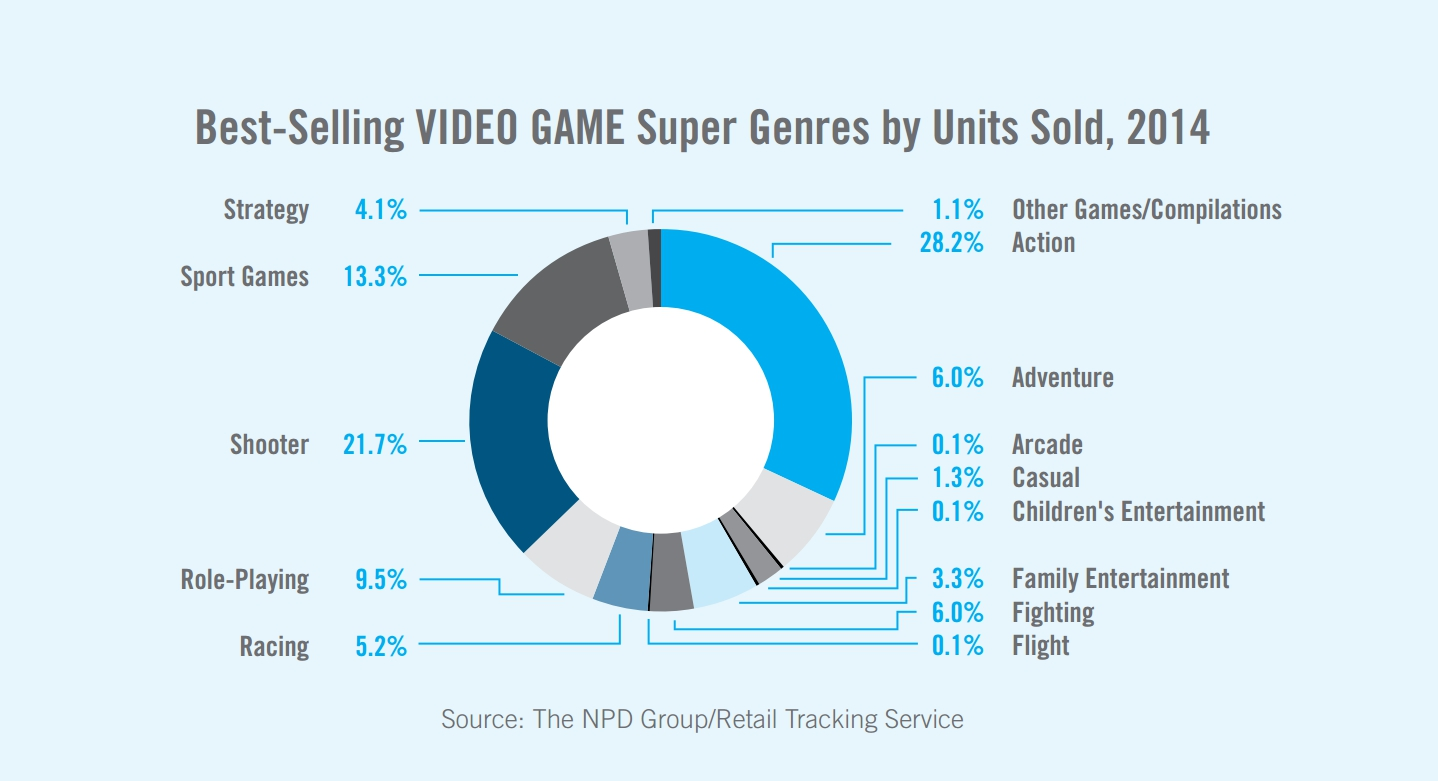 Best-Selling VIDEO GAME Super Genres by Units Sold, 2014
Strategy 4.1%
Sport Games 13.3%
Shooter 21.7%
Role-Playing 9.5%
Racing 5.2%
1.1% Other Games/Compilations
28.2% Action
6.0% Adventure
0.1% Arcade
1.3% Casual
0.1% Children's Entertainment
3.3% Family Entertainment
6.0% Fighting
0.1% Flight
Source: The NPD Group/Retail Tracking Service